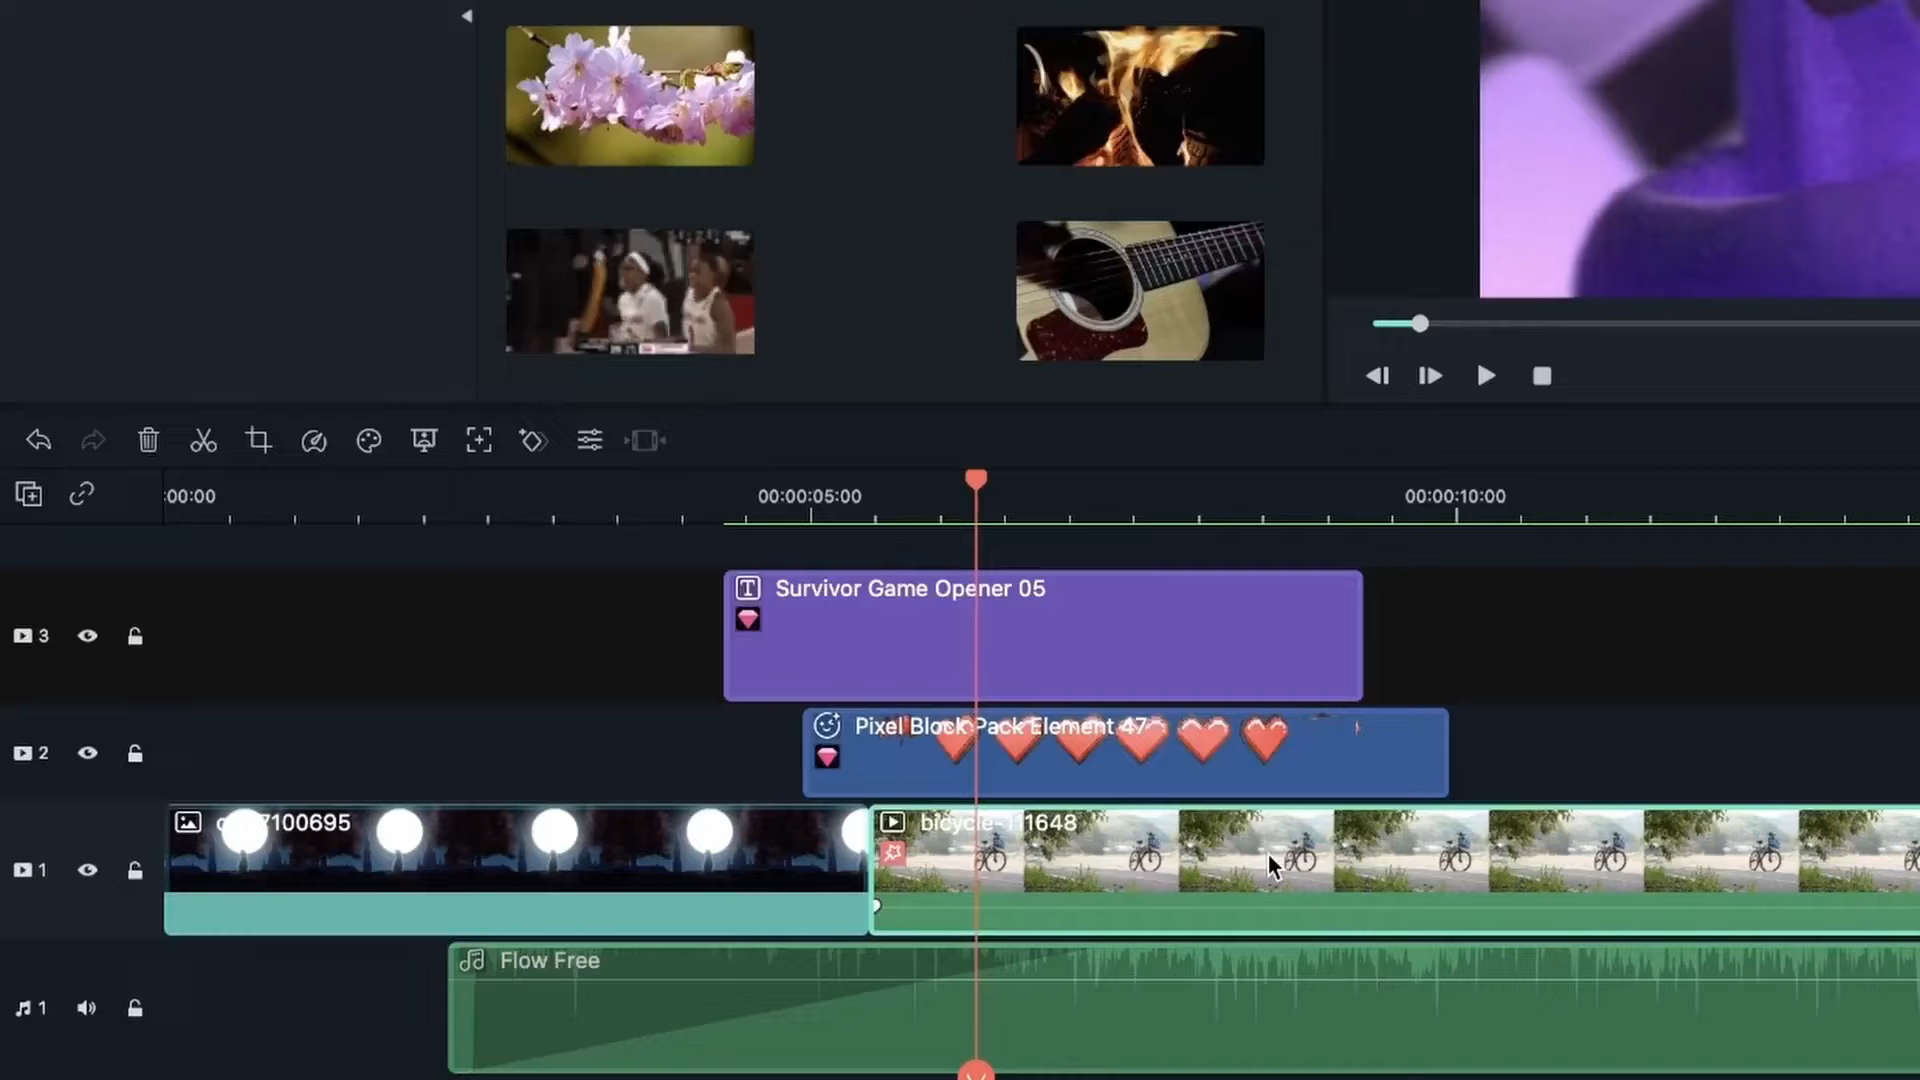 :00:00
00:00:05:00
00:00:10:00
T Survivor Game Opener 05
3
Pixel Block Pack Element 47
2
7100695
bicycle-111648
1
Flow Free
1